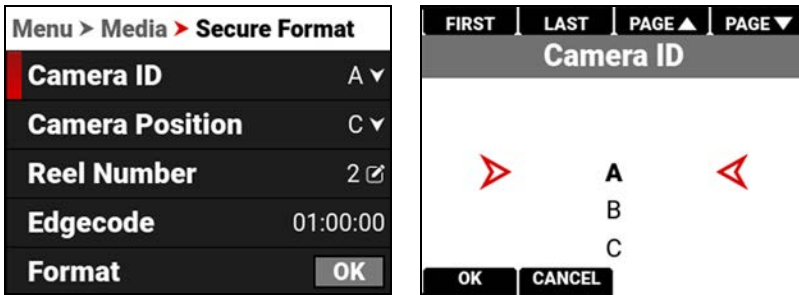 Menu > Media > Secure Format
Camera ID A
Camera Position C
Reel Number 2
Edgecode 01:00:00
Format OK
FIRST LAST PAGE▲ PAGE▼
Camera ID
A
B
C
OK CANCEL